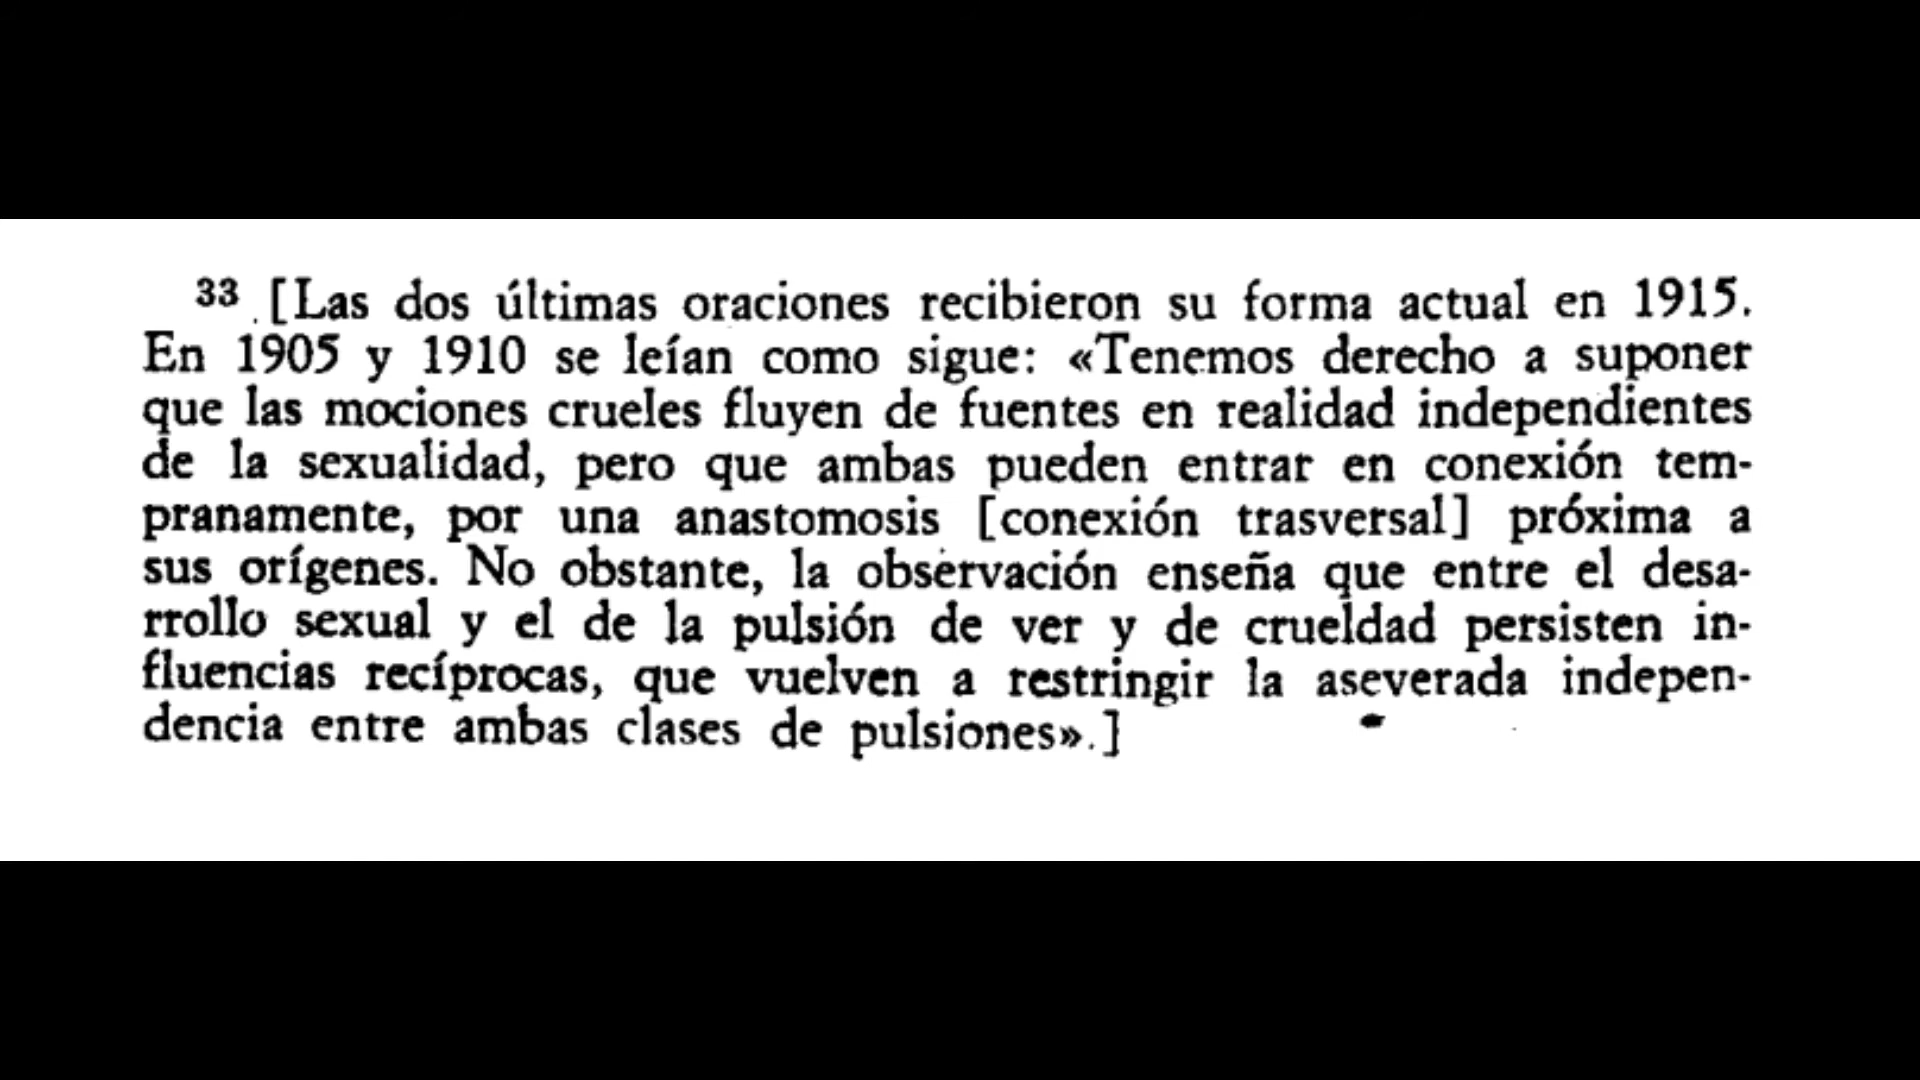 33 [Las dos últimas oraciones recibieron su forma actual en 1915.
En 1905 y 1910 se leían como sigue: «Tenemos derecho a suponer
que las mociones crueles fluyen de fuentes en realidad independientes
de la sexualidad, pero que ambas pueden entrar en conexión tem-
pranamente, por una anastomosis [conexión trasversal] próxima a
sus orígenes. No obstante, la observación enseña que entre el desa-
rrollo sexual y el de la pulsión de ver y de crueldad persisten in-
fluencias recíprocas, que vuelven a restringir la aseverada indepen-
dencia entre ambas clases de pulsiones».]